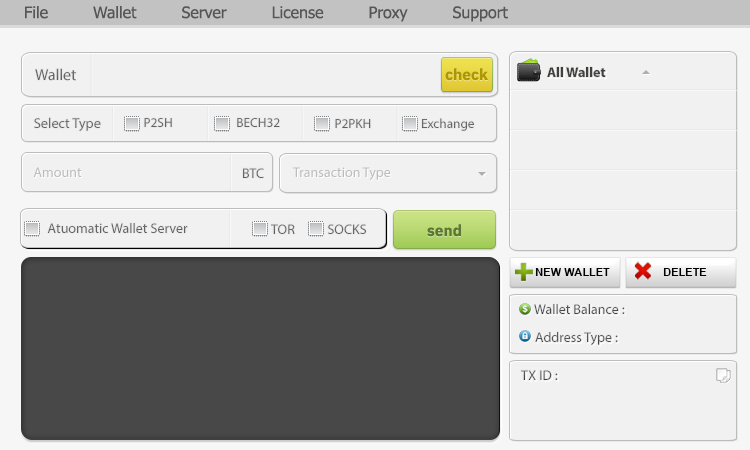 File Wallet Server License Proxy Support
Wallet check
Select Type P2SH BECH32 P2PKH Exchange
Amount BTC Transaction Type
Atuomatic Wallet Server TOR SOCKS send
All Wallet
NEW WALLET DELETE
Wallet Balance :
Address Type :
TX ID :